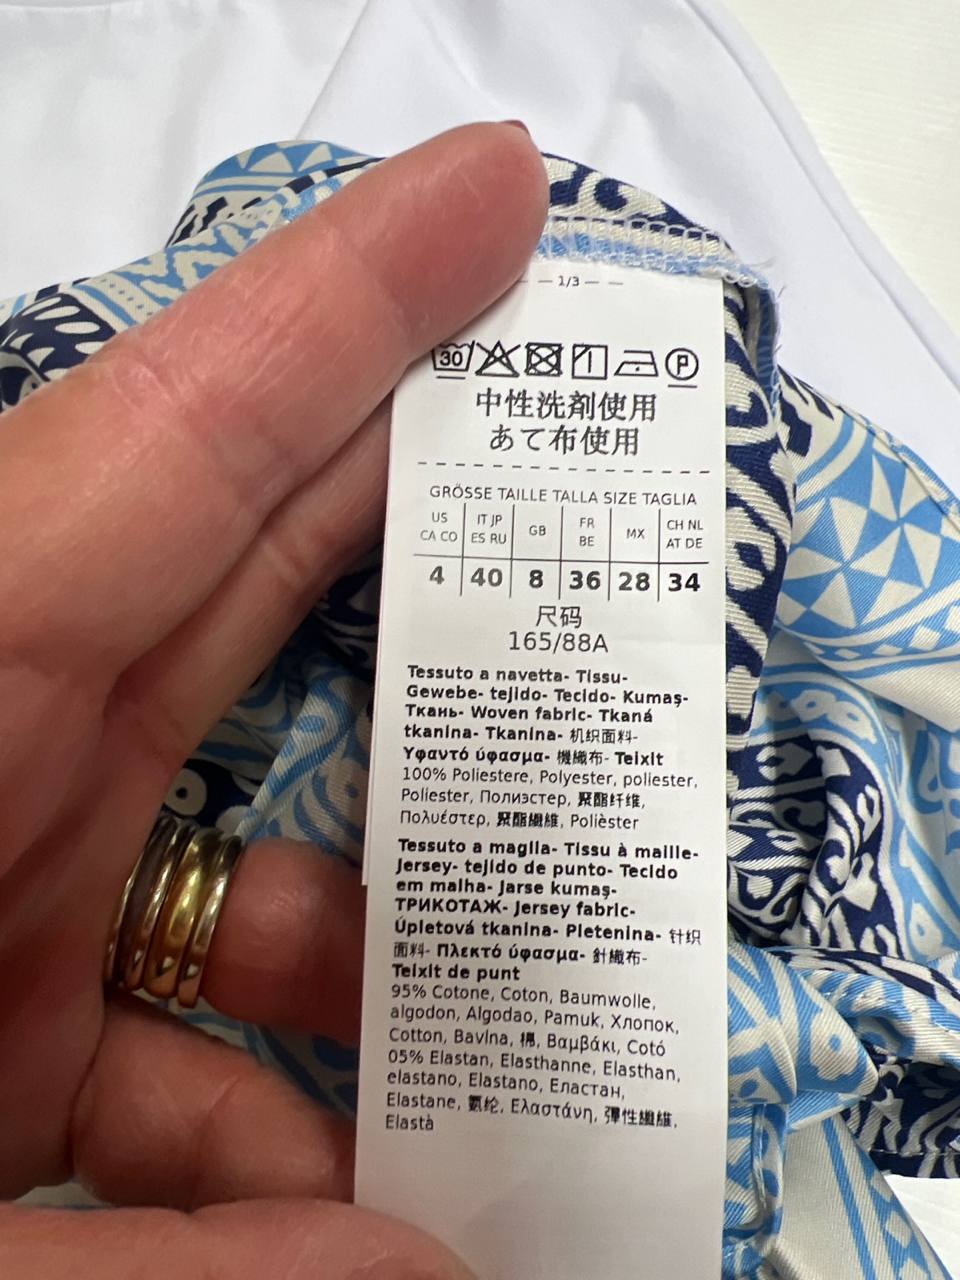 — 1/3 —
30 P
中性洗剤使用
あて布使用
GRÖSSE TAILLE TALLA SIZE TAGLIA
US CA CO IT JP ES RU GB FR BE MX CH NL AT DE
4 40 8 36 28 34
尺码
165/88A
Tessuto a navetta- Tissu-
Gewebe- tejido- Tecido- Kumaş-
Ткань- Woven fabric- Tkaná
tkanina- Tkanina- 机织面料-
Υφαντό ύφασμα- 機織布- Teixit
100% Poliestere, Polyester, poliester,
Poliester, Полиэстер, 聚酯纤维,
Πολυέστερ, 聚酯纖維, Polièster
Tessuto a maglia- Tissu à maille-
Jersey- tejido de punto- Tecido
em malha- Jarse kumaş-
ТРИКОТАЖ- Jersey fabric-
Úpletová tkanina- Pletenina- 针织
面料- Πλεκτό ύφασμα- 針織布-
Teixit de punt
95% Cotone, Coton, Baumwolle,
algodon, Algodao, Pamuk, Хлопок,
Cotton, Bavlna, 棉, Βαμβάκι, Cotó
05% Elastan, Elasthanne, Elasthan,
elastano, Elastano, Еластан,
Elastane, 氨纶, Ελαστάνη, 彈性纖維,
Elastà